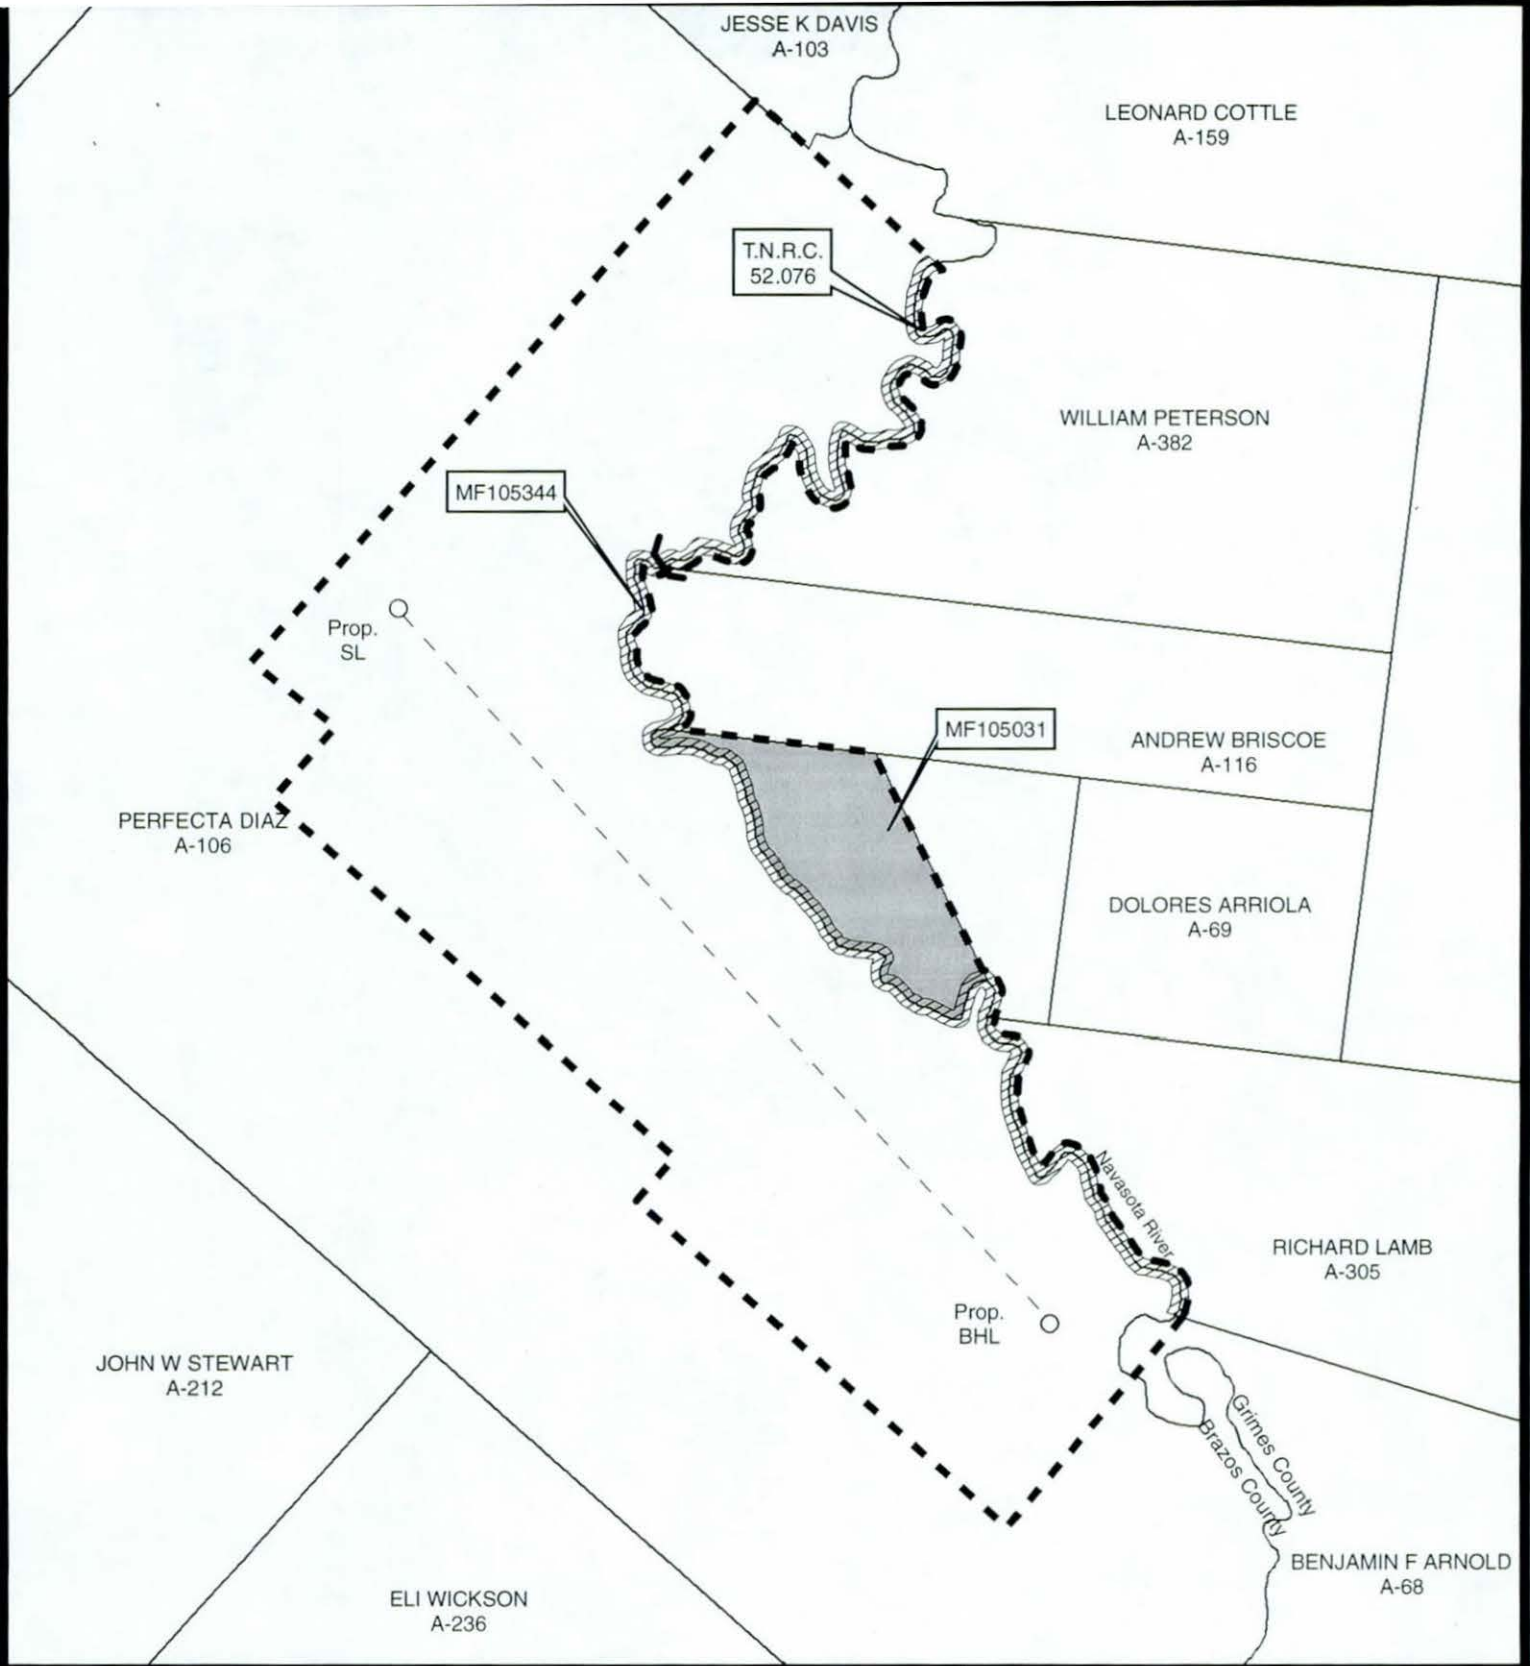 JESSE K DAVIS
A-103
LEONARD COTTLE
A-159
T.N.R.C.
52.076
WILLIAM PETERSON
A-382
MF105344
Prop.
SL
MF105031
ANDREW BRISCOE
A-116
PERFECTA DIAZ
A-106
DOLORES ARRIOLA
A-69
Navasota River
RICHARD LAMB
A-305
Prop.
BHL
JOHN W STEWART
A-212
Grimes County
Brazos County
BENJAMIN F ARNOLD
A-68
ELI WICKSON
A-236